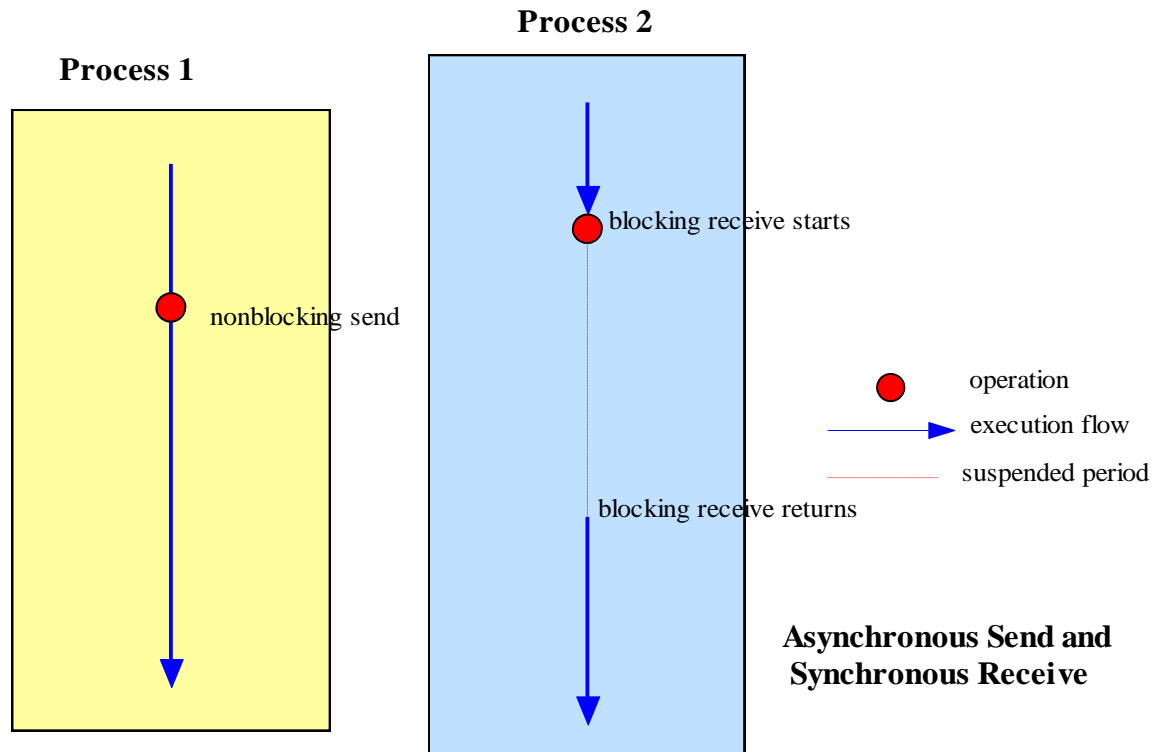 Process 2
Process 1
blocking receive starts
nonblocking send
operation
execution flow
suspended period
blocking receive returns
Asynchronous Send and
Synchronous Receive